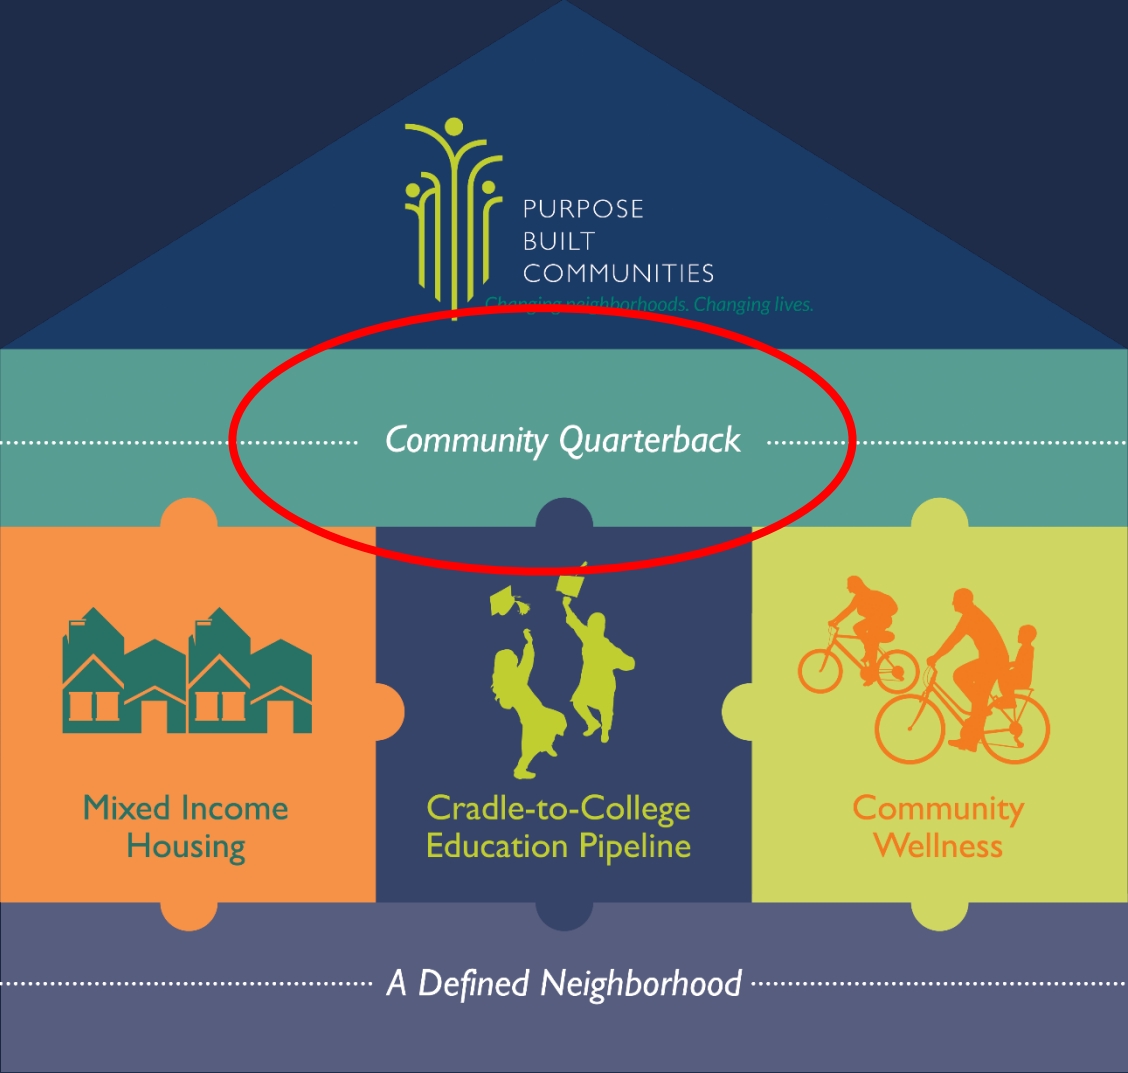 PURPOSE
BUILT
COMMUNITIES
Changing neighborhoods. Changing lives.
Community Quarterback
Mixed Income
Housing
Cradle-to-College
Education Pipeline
Community
Wellness
A Defined Neighborhood